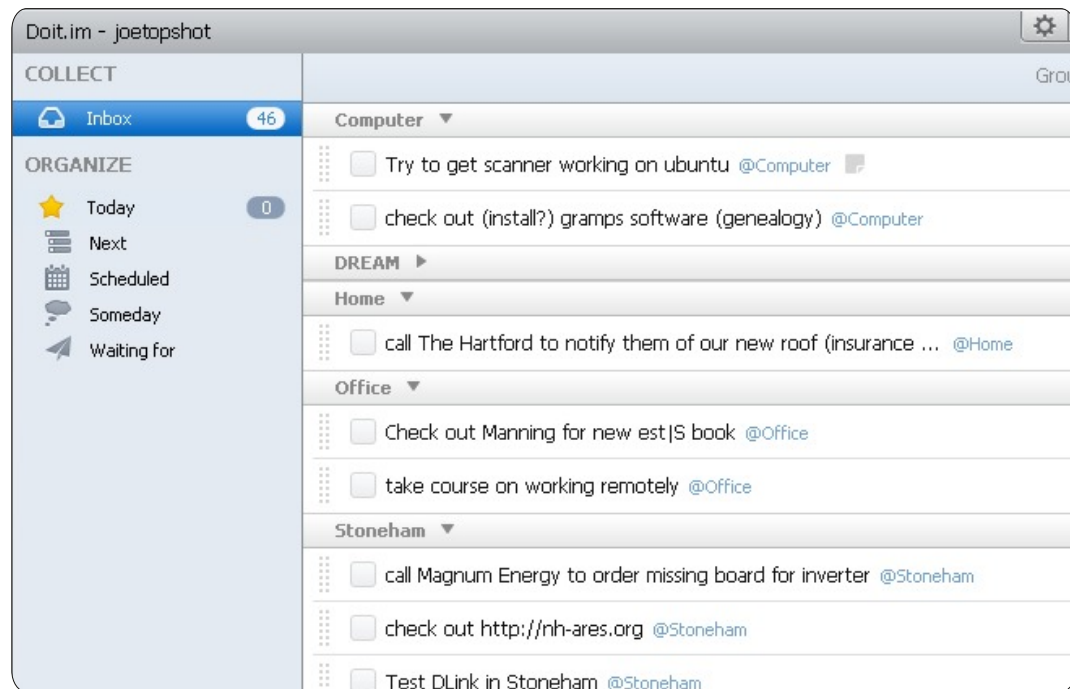 Doit.im - joetopshot
COLLECT
Grou
Inbox 46
Computer
ORGANIZE
Try to get scanner working on ubuntu @Computer
Today 0
check out (install?) gramps software (genealogy) @Computer
Next
DREAM
Scheduled
Home
Someday
call The Hartford to notify them of our new roof (insurance ... @Home
Waiting for
Office
Check out Manning for new est|S book @Office
take course on working remotely @Office
Stoneham
call Magnum Energy to order missing board for inverter @Stoneham
check out http://nh-ares.org @Stoneham
Test DLink in Stoneham @Stoneham